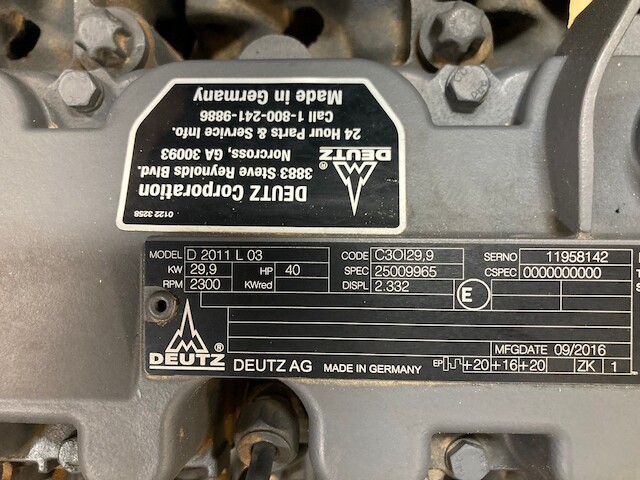 DEUTZ Corporation
3883 Steve Reynolds Blvd.
Norcross, GA 30093
24 Hour Parts & Service Info.
Call 1-800-241-9886
Made in Germany
DEUTZ®
0122 3258
MODEL D 2011 L 03 CODE C3OI29,9 SERNO 11958142
KW 29,9 HP 40 SPEC 25009965 CSPEC 0000000000
RPM 2300 KWred DISPL 2.332 E
MFGDATE 09/2016
DEUTZ® DEUTZ AG MADE IN GERMANY EP +20 +16 +20 ZK 1